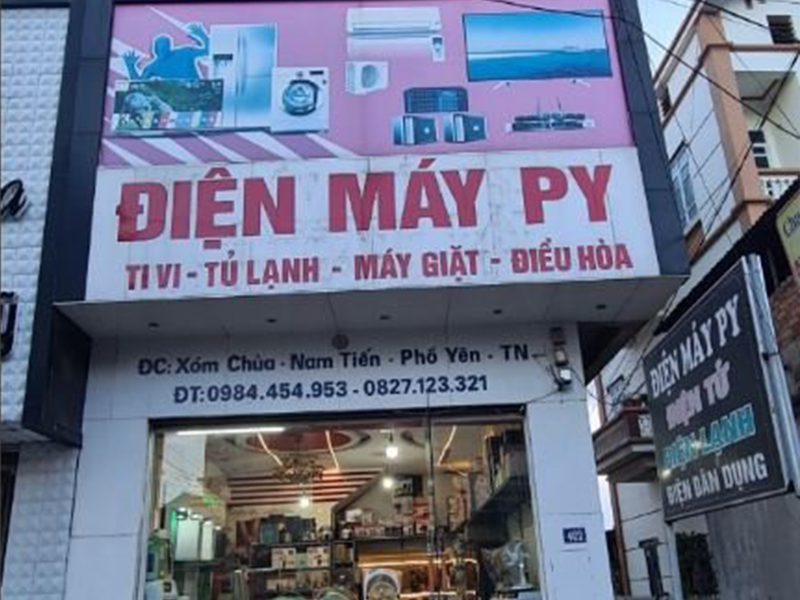 ĐIỆN MÁY PY
TI VI - TỦ LẠNH - MÁY GIẶT - ĐIỀU HÒA
ĐC: Xóm Chùa - Nam Tiến - Phổ Yên - TN
ĐT: 0984.454.953 - 0827.123.321
ĐIỆN MÁY PY
ĐIỆN TỬ
ĐIỆN LẠNH
ĐIỆN DÂN DỤNG